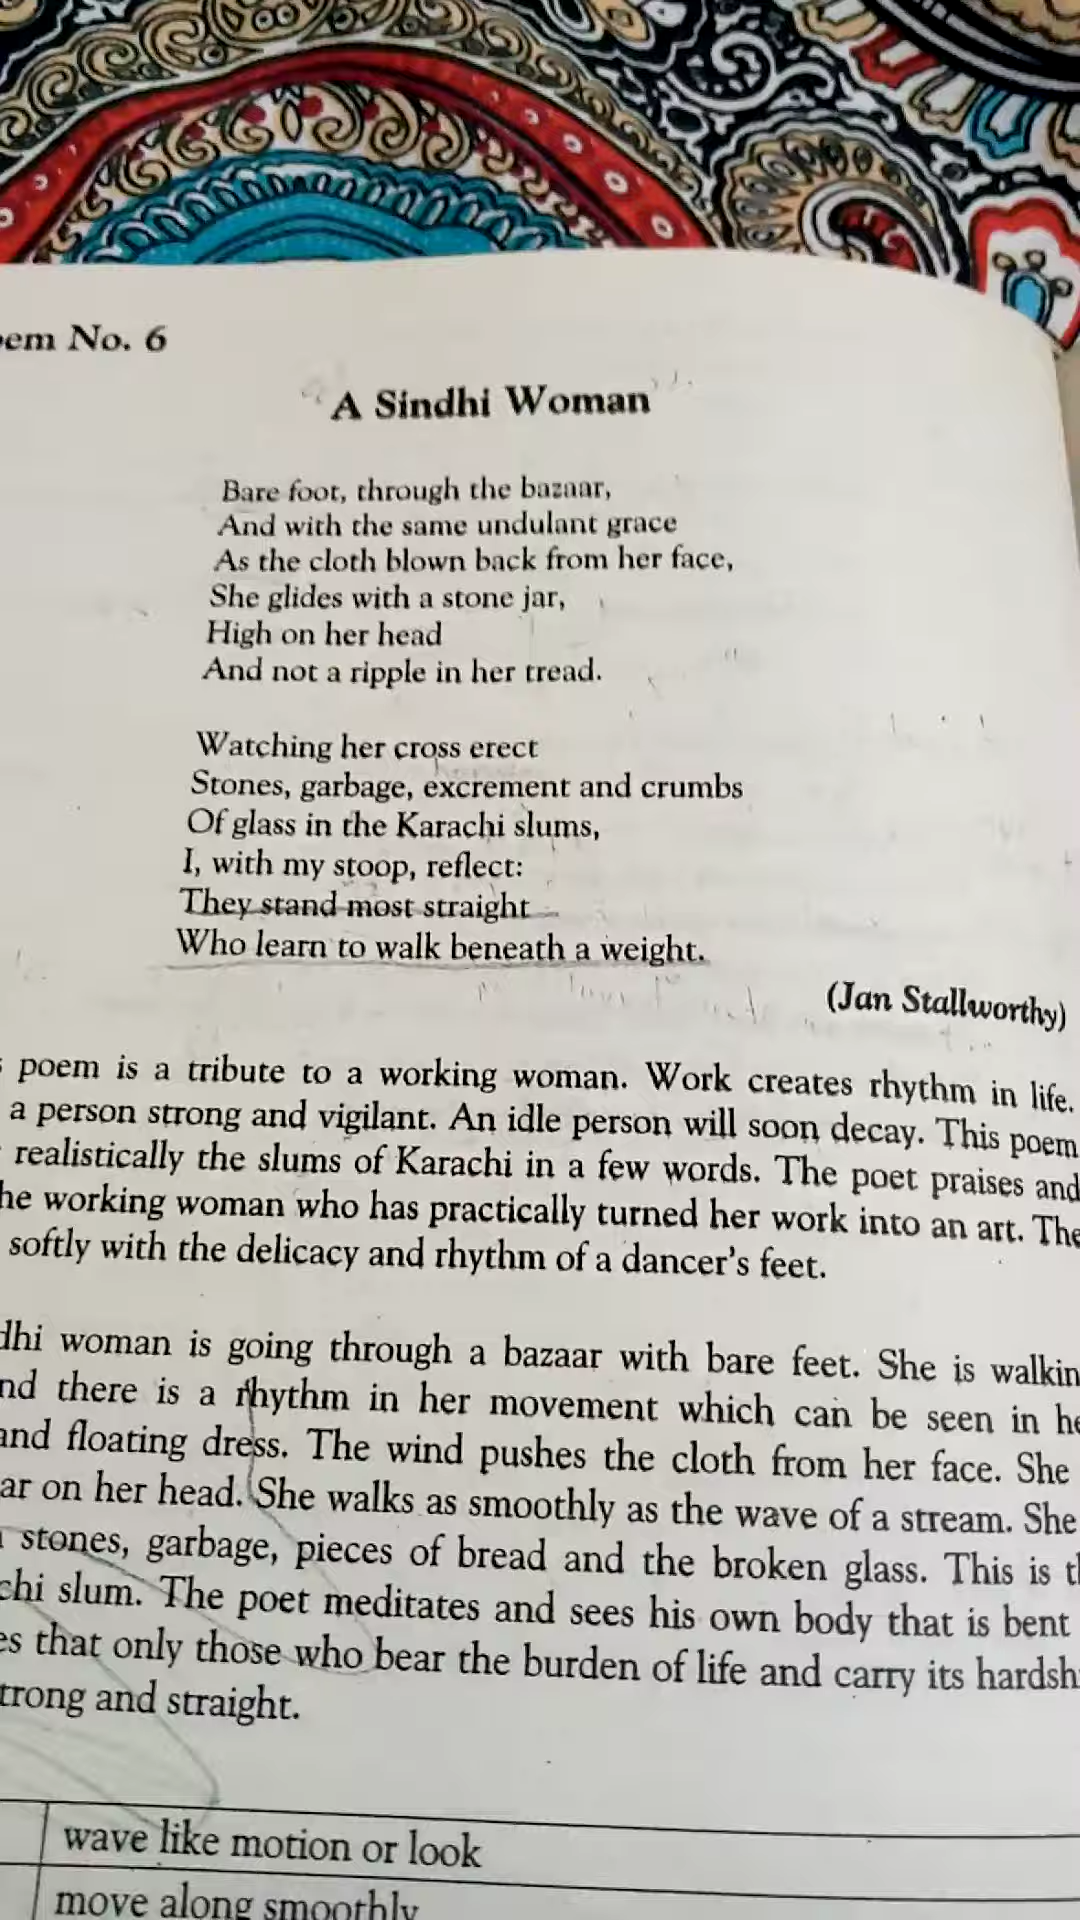 No. 6
A Sindhi Woman
Bare foot, through the bazaar,
And with the same undulant grace
As the cloth blown back from her face,
She glides with a stone jar,
High on her head
And not a ripple in her tread.
Watching her cross erect
Stones, garbage, excrement and crumbs
Of glass in the Karachi slums,
I, with my stoop, reflect:
They stand most straight
Who learn to walk beneath a weight.
(Jan Stallworthy)
poem is a tribute to a working woman. Work creates rhythm in life.
a person strong and vigilant. An idle person will soon decay. This poem
realistically the slums of Karachi in a few words. The poet praises and
working woman who has practically turned her work into an art. The
softly with the delicacy and rhythm of a dancer's feet.
woman is going through a bazaar with bare feet. She is
there is a rhythm in her movement which can be seen in
and floating dress. The wind pushes the cloth from her face. She
on her head. She walks as smoothly as the wave of a stream. She
stones, garbage, pieces of bread and the broken glass. This is
slum. The poet meditates and sees his own body that is bent
that only those who bear the burden of life and carry its
and straight.
wave like motion or look
move along smoothly